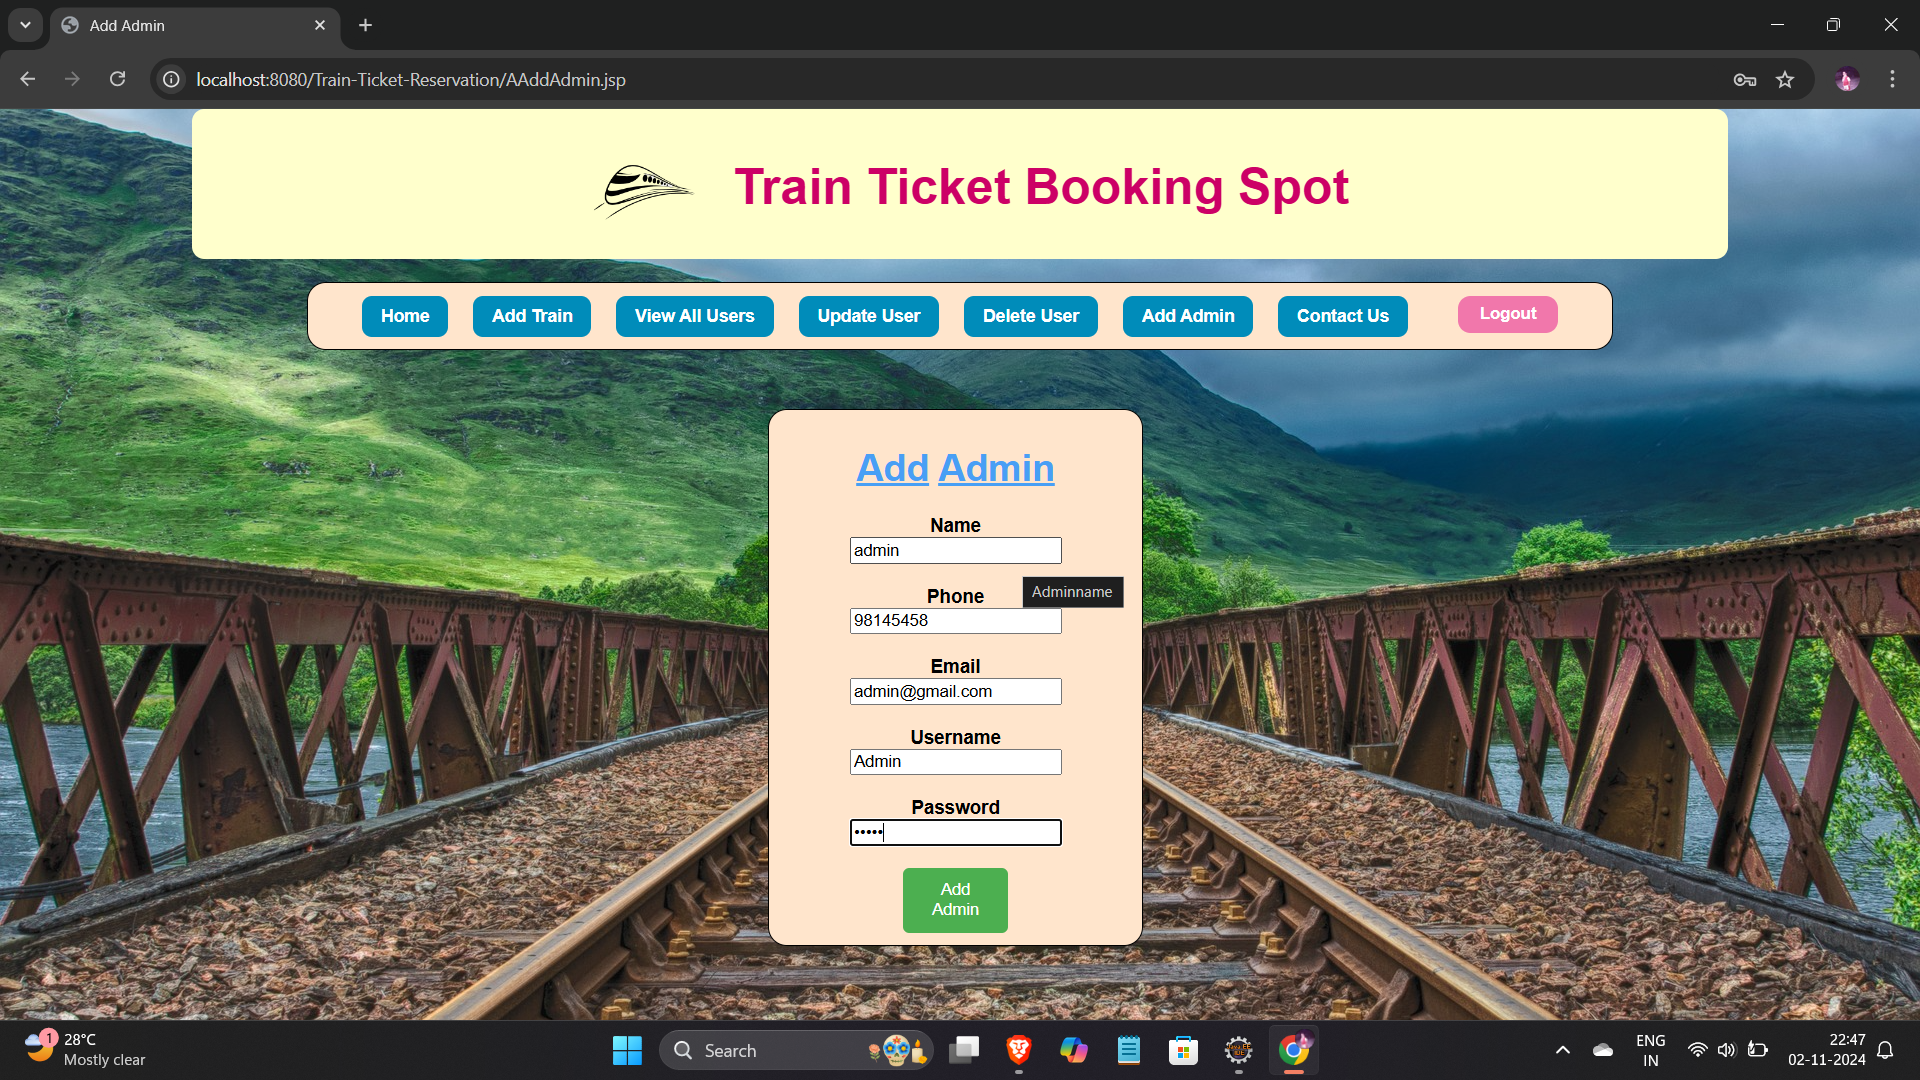 Add Admin
localhost:8080/Train-Ticket-Reservation/AAddAdmin.jsp
Train Ticket Booking Spot
Home Add Train View All Users Update User Delete User Add Admin Contact Us Logout
Add Admin
Name
admin
Adminname
Phone
98145458
Email
admin@gmail.com
Username
Admin
Password
•••••
Add
Admin
1
28°C
Mostly clear
Search
ENG
IN
22:47
02-11-2024